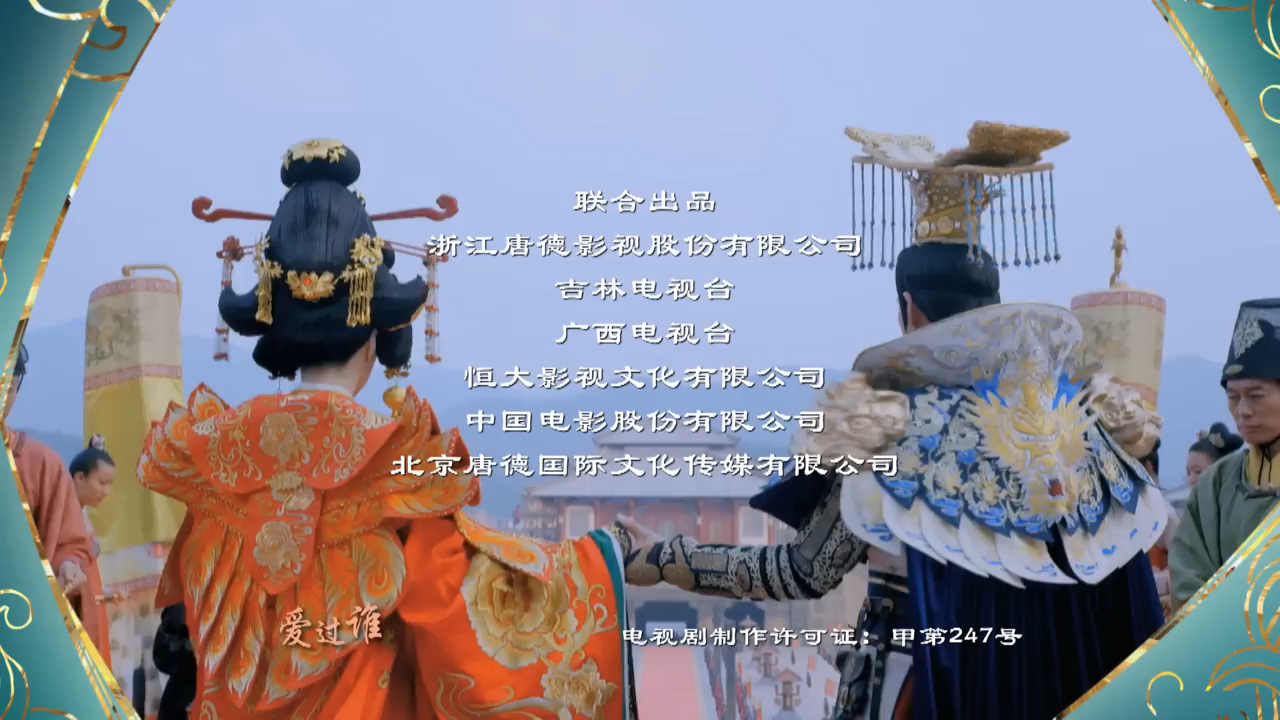 联合出品
浙江唐德影视股份有限公司
吉林电视台
广西电视台
恒大影视文化有限公司
中国电影股份有限公司
北京唐德国际文化传媒有限公司
爱过谁
电视剧制作许可证：甲第247号